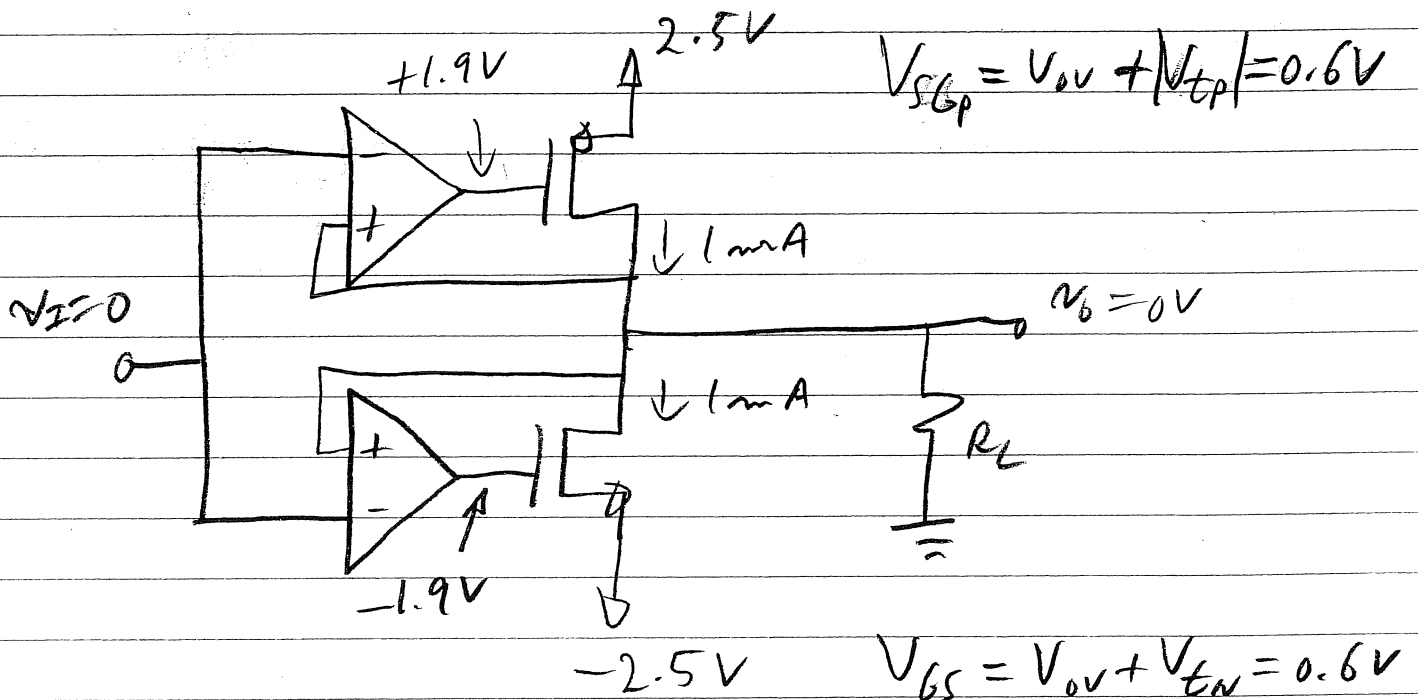 2.5V
+1.9V
V_SGp = V_ov + |V_tp| = 0.6V
-
+
↓ 1mA
v_I=0
v_o = 0V
↓ 1mA
+
R_L
-
-1.9V
-2.5V
V_GS = V_ov + V_tN = 0.6V